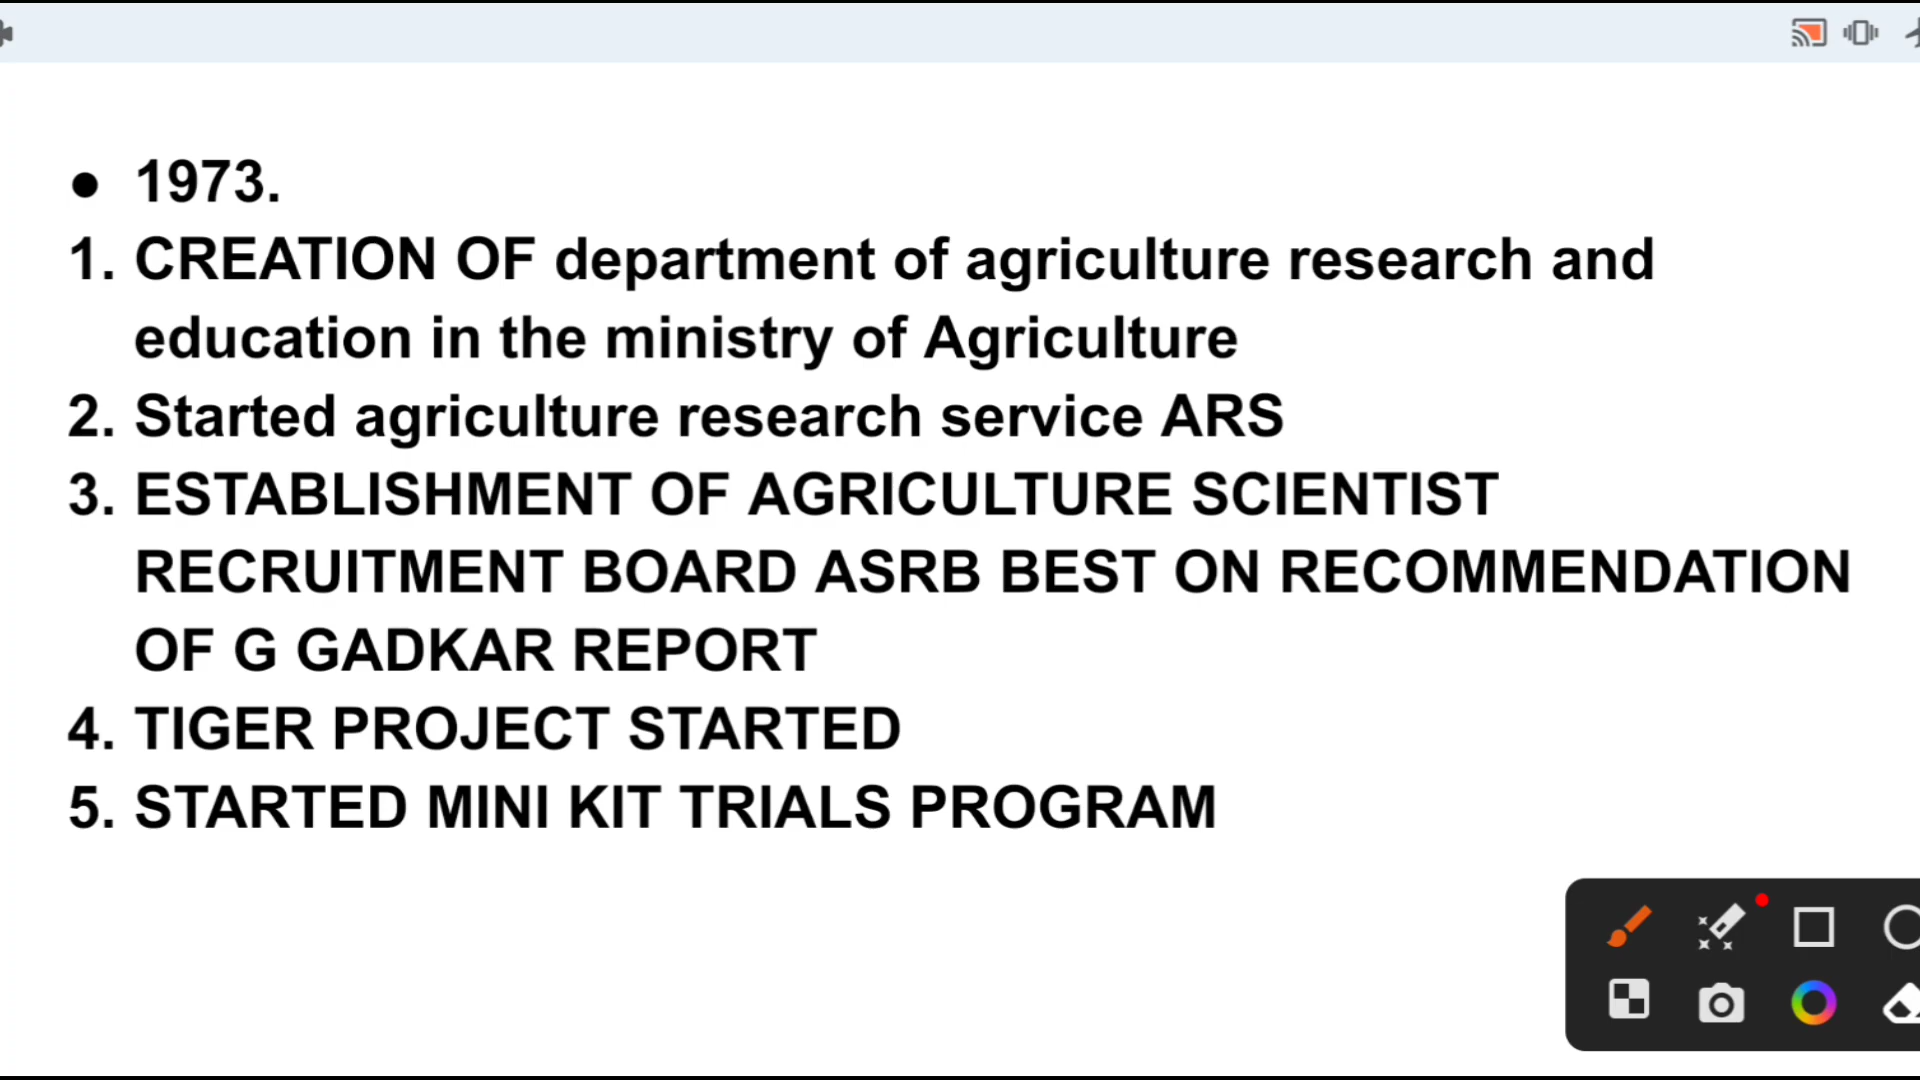 ● 1973.
1. CREATION OF department of agriculture research and
education in the ministry of Agriculture
2. Started agriculture research service ARS
3. ESTABLISHMENT OF AGRICULTURE SCIENTIST
RECRUITMENT BOARD ASRB BEST ON RECOMMENDATION
OF G GADKAR REPORT
4. TIGER PROJECT STARTED
5. STARTED MINI KIT TRIALS PROGRAM